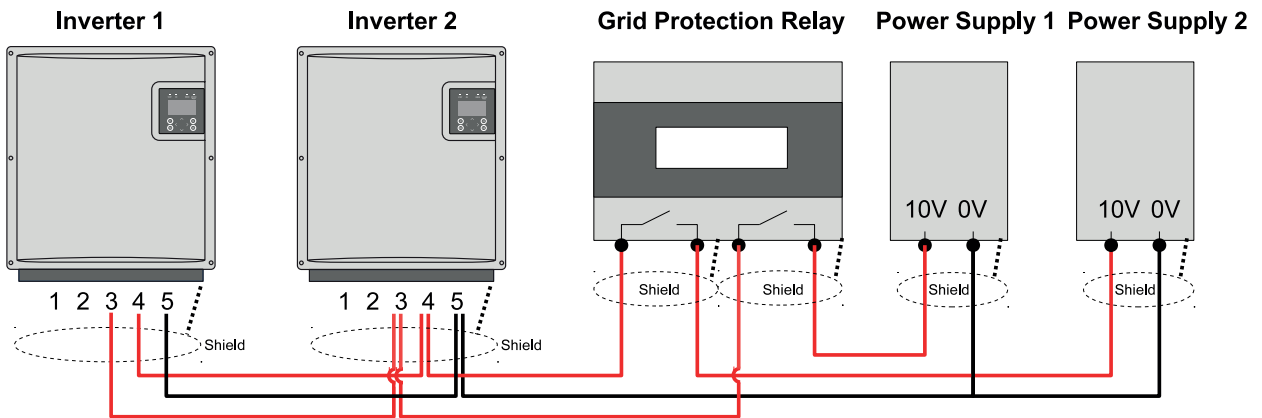 Inverter 1 Inverter 2 Grid Protection Relay Power Supply 1 Power Supply 2
10V 0V 10V 0V
Shield Shield Shield Shield
1 2 3 4 5 1 2 3 4 5
Shield Shield